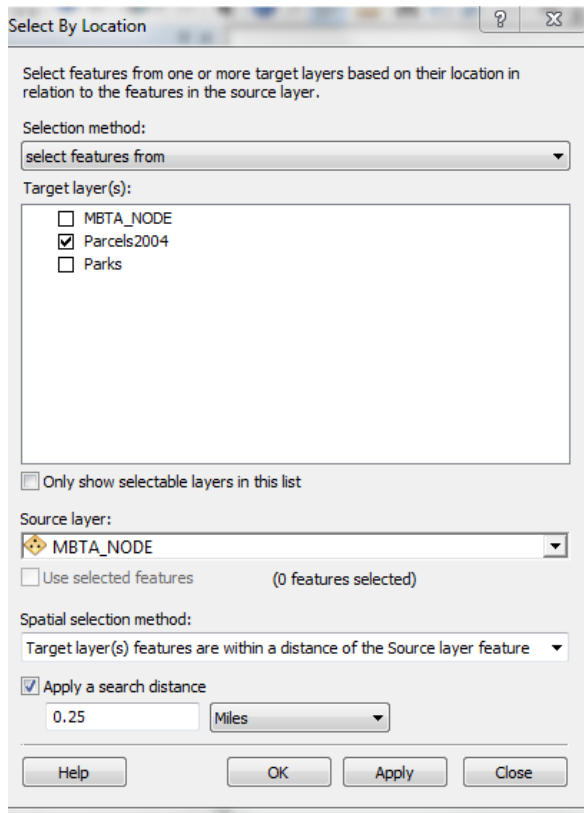 Select By Location
Select features from one or more target layers based on their location in
relation to the features in the source layer.
Selection method:
select features from
Target layer(s):
MBTA_NODE
Parcels2004
Parks
Only show selectable layers in this list
Source layer:
MBTA_NODE
Use selected features (0 features selected)
Spatial selection method:
Target layer(s) features are within a distance of the Source layer feature
Apply a search distance
0.25 Miles
Help OK Apply Close